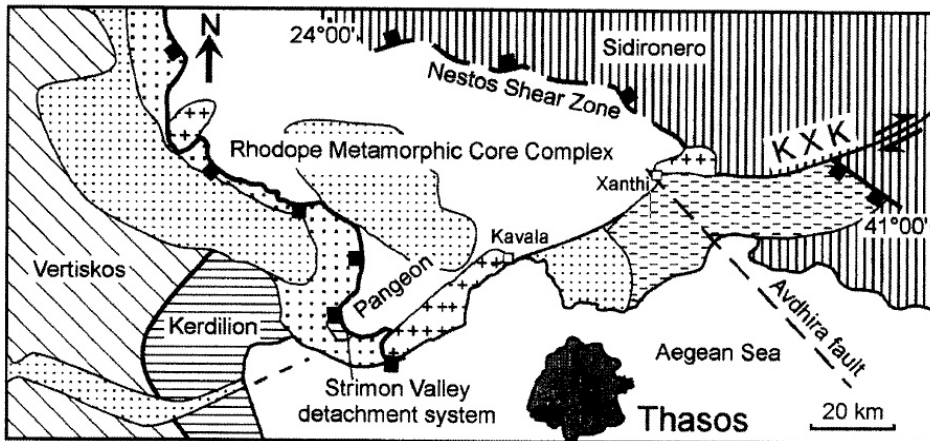 24°00'
N
Sidironero
Nestos Shear Zone
KXK
Rhodope Metamorphic Core Complex
Xanthi
41°00'
Vertiskos
Kavala
Pangeon
Kerdilion
Avdhira fault
Aegean Sea
Strimon Valley
detachment system
Thasos
20 km